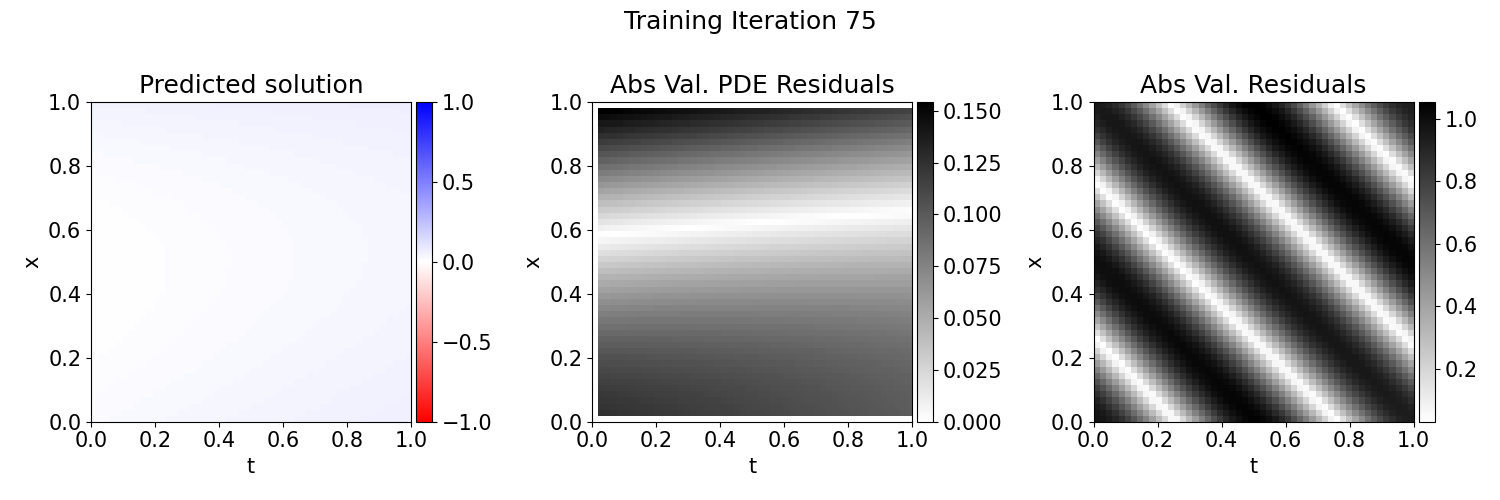 Training Iteration 75
Predicted solution
1.0
0.8
0.6
0.4
0.2
0.0
x
0.0 0.2 0.4 0.6 0.8 1.0
t
1.0
0.5
0.0
−0.5
−1.0
Abs Val. PDE Residuals
1.0
0.8
0.6
0.4
0.2
0.0
x
0.0 0.2 0.4 0.6 0.8 1.0
t
0.150
0.125
0.100
0.075
0.050
0.025
0.000
Abs Val. Residuals
1.0
0.8
0.6
0.4
0.2
0.0
x
0.0 0.2 0.4 0.6 0.8 1.0
t
1.0
0.8
0.6
0.4
0.2